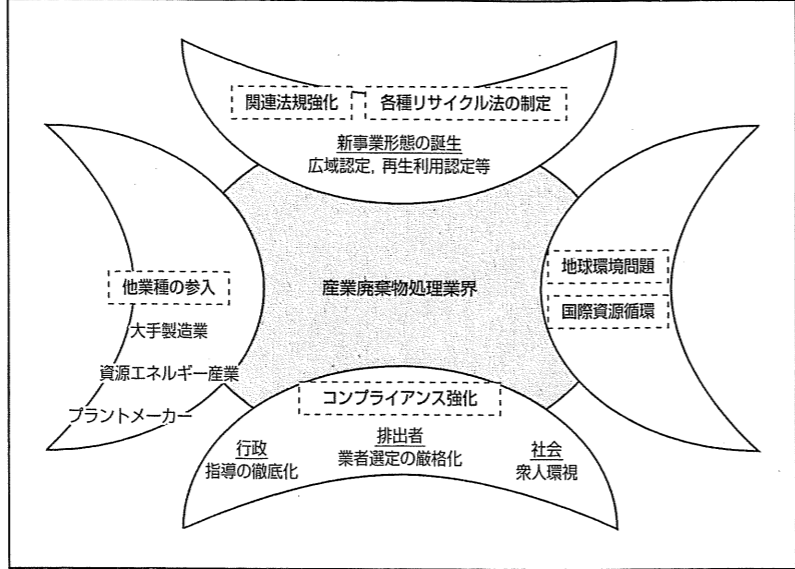 関連法規強化
各種リサイクル法の制定
新事業形態の誕生
広域認定, 再生利用認定等
他業種の参入
大手製造業
資源エネルギー産業
プラントメーカー
産業廃棄物処理業界
地球環境問題
国際資源循環
コンプライアンス強化
行政
指導の徹底化
排出者
業者選定の厳格化
社会
衆人環視